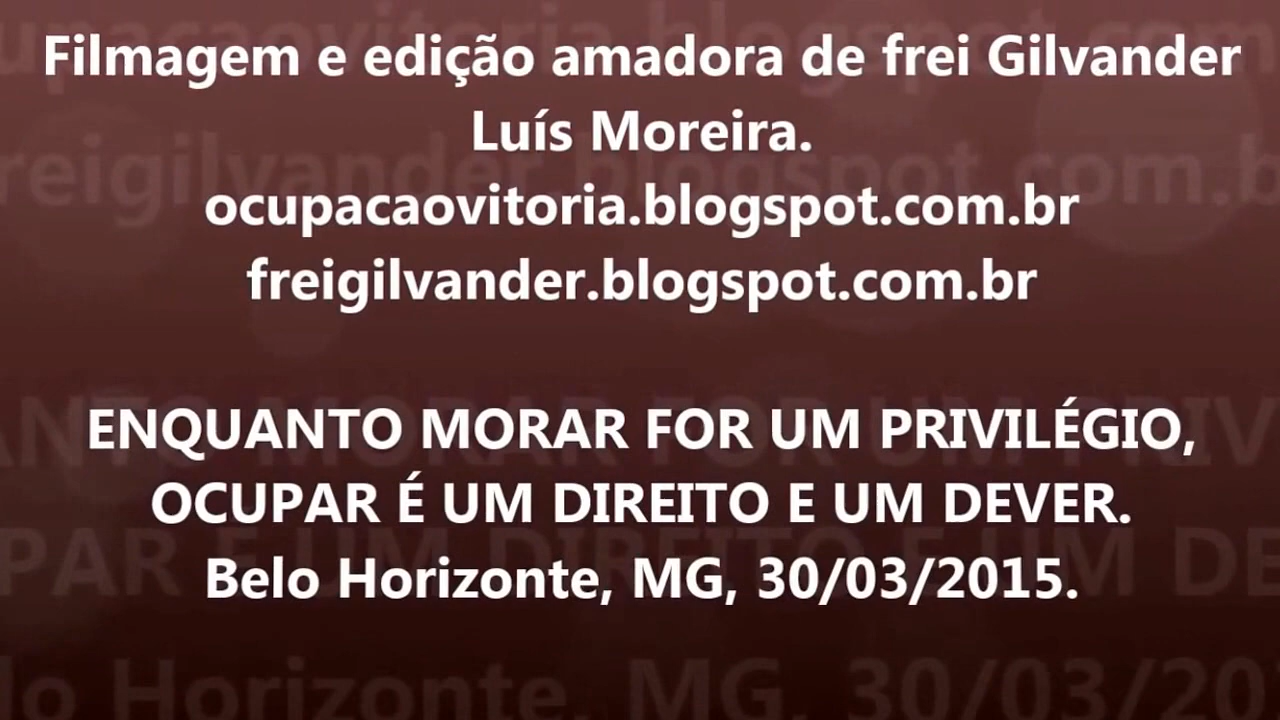 Filmagem e edição amadora de frei Gilvander
Luís Moreira.
ocupacaovitoria.blogspot.com.br
freigilvander.blogspot.com.br
ENQUANTO MORAR FOR UM PRIVILÉGIO,
OCUPAR É UM DIREITO E UM DEVER.
Belo Horizonte, MG, 30/03/2015.